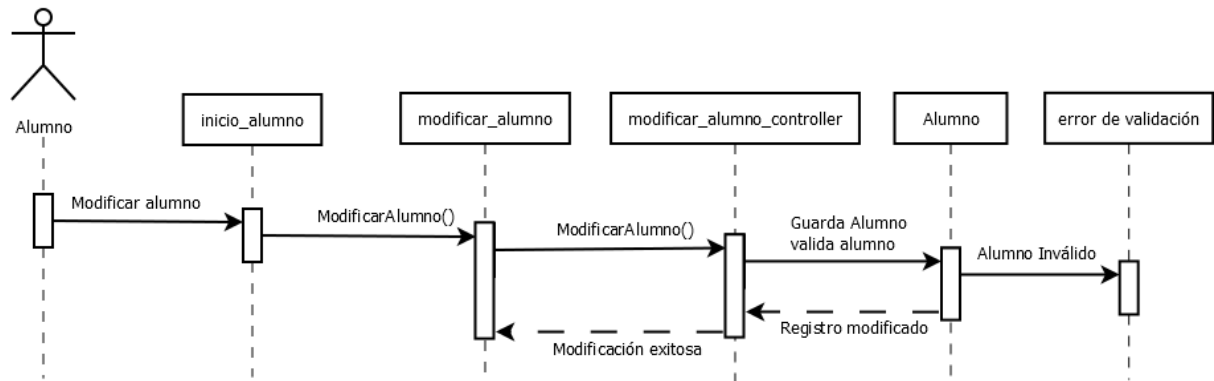 Alumno
inicio_alumno
modificar_alumno
modificar_alumno_controller
Alumno
error de validación
Modificar alumno
ModificarAlumno()
ModificarAlumno()
Guarda Alumno
valida alumno
Alumno Inválido
Registro modificado
Modificación exitosa